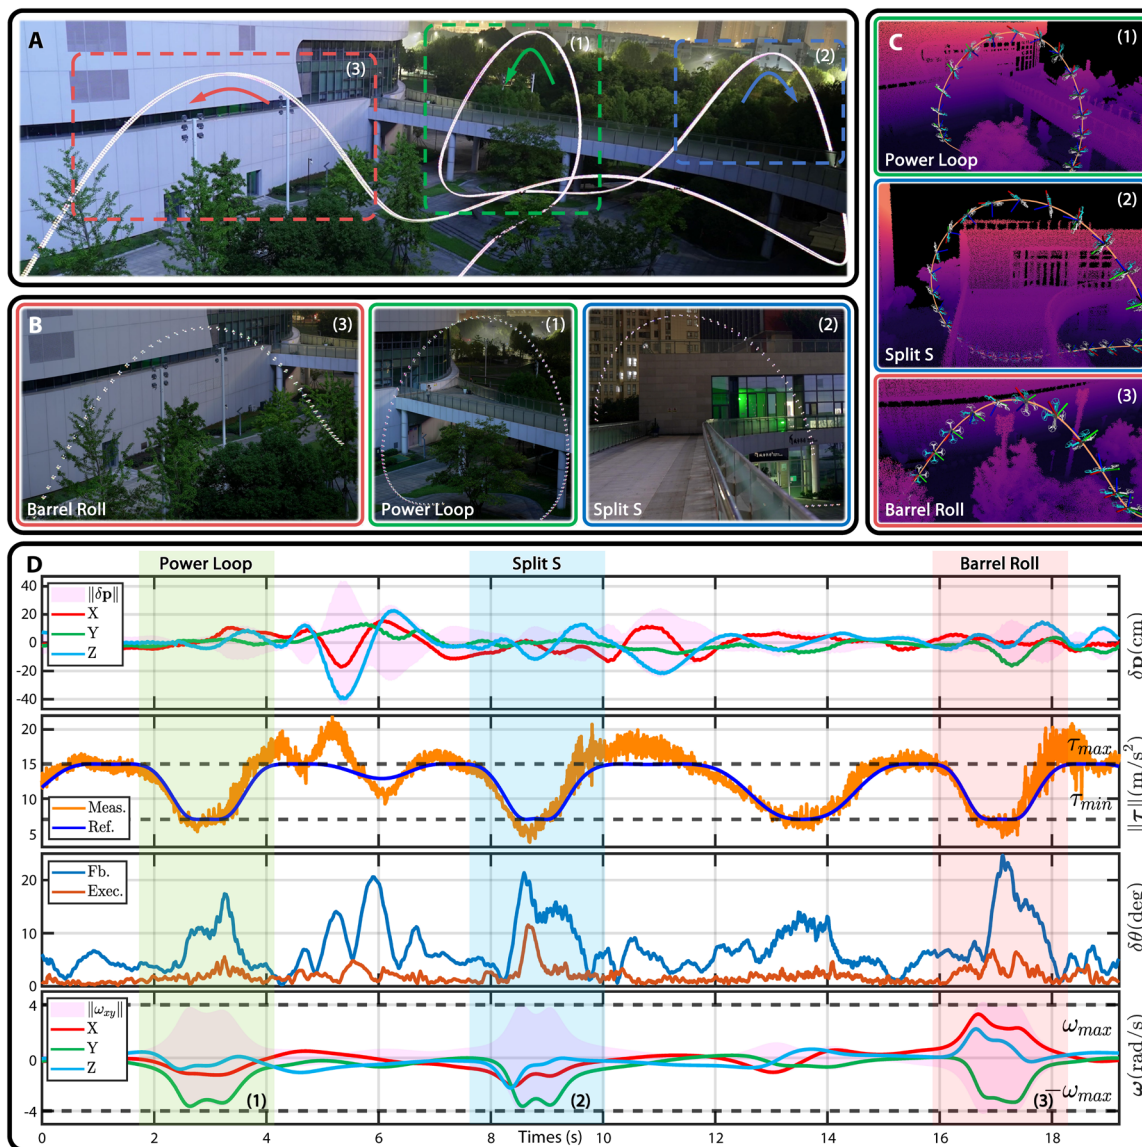 A
(1)
(2)
(3)
B
(3)
Barrel Roll
(1)
Power Loop
(2)
Split S
C
(1)
Power Loop
(2)
Split S
(3)
Barrel Roll
D
Power Loop
Split S
Barrel Roll
‖δp‖
X
Y
Z
40
20
0
-20
-40
δp(cm)
Meas.
Ref.
20
15
10
5
τmax
τmin
‖τ‖(m/s²)
Fb.
Exec.
20
10
0
δθ(deg)
‖ωxy‖
X
Y
Z
4
0
-4
ωmax
−ωmax
ω(rad/s)
(1)
(2)
(3)
0 2 4 6 8 10 12 14 16 18
Times (s)